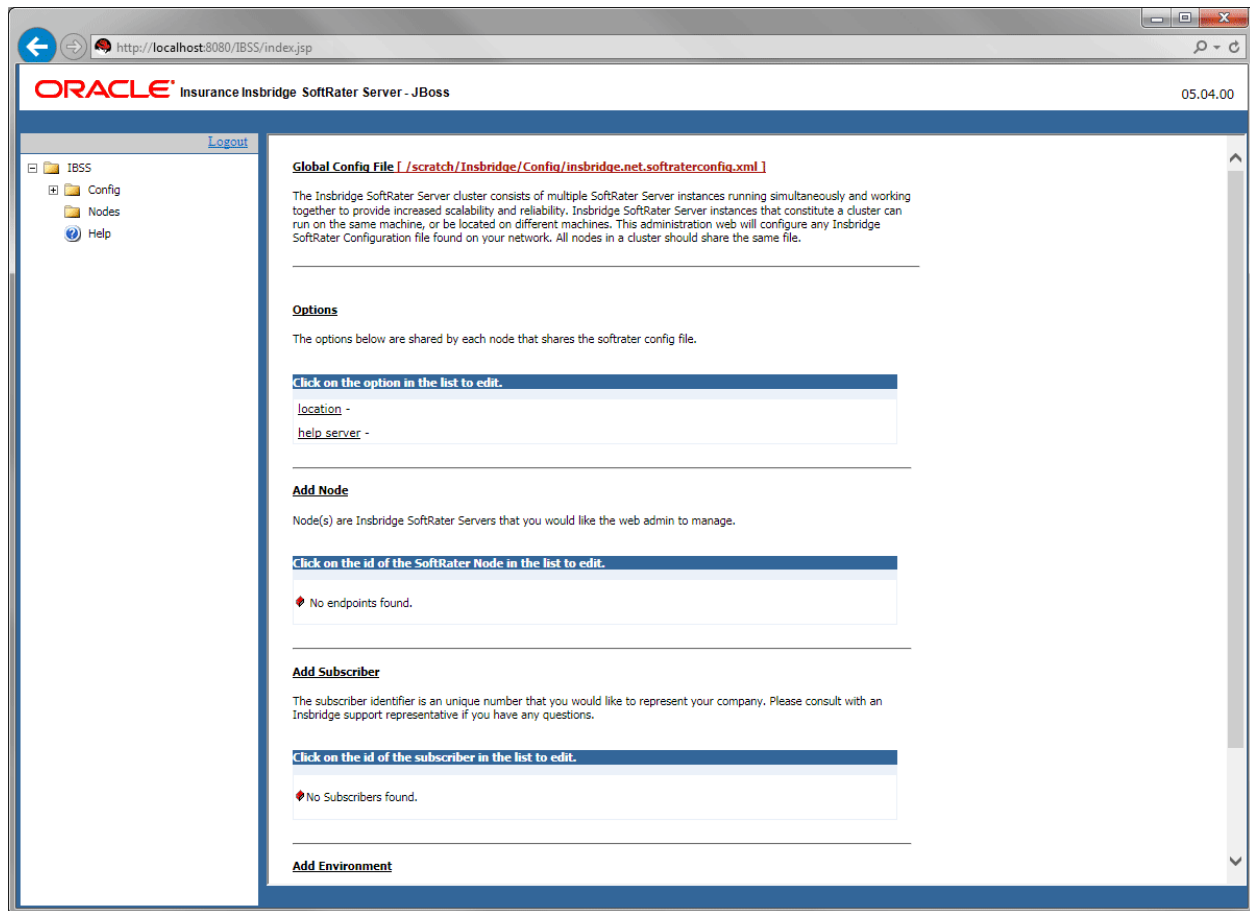 http://localhost:8080/IBSS/index.jsp
ORACLE Insurance Insbridge SoftRater Server - JBoss
05.04.00
Logout
IBSS
Config
Nodes
Help
Global Config File [ /scratch/Insbridge/Config/insbridge.net.softraterconfig.xml ]
The Insbridge SoftRater Server cluster consists of multiple SoftRater Server instances running simultaneously and working
together to provide increased scalability and reliability. Insbridge SoftRater Server instances that constitute a cluster can
run on the same machine, or be located on different machines. This administration web will configure any Insbridge
SoftRater Configuration file found on your network. All nodes in a cluster should share the same file.
Options
The options below are shared by each node that shares the softrater config file.
Click on the option in the list to edit.
location -
help server -
Add Node
Node(s) are Insbridge SoftRater Servers that you would like the web admin to manage.
Click on the id of the SoftRater Node in the list to edit.
No endpoints found.
Add Subscriber
The subscriber identifier is an unique number that you would like to represent your company. Please consult with an
Insbridge support representative if you have any questions.
Click on the id of the subscriber in the list to edit.
No Subscribers found.
Add Environment